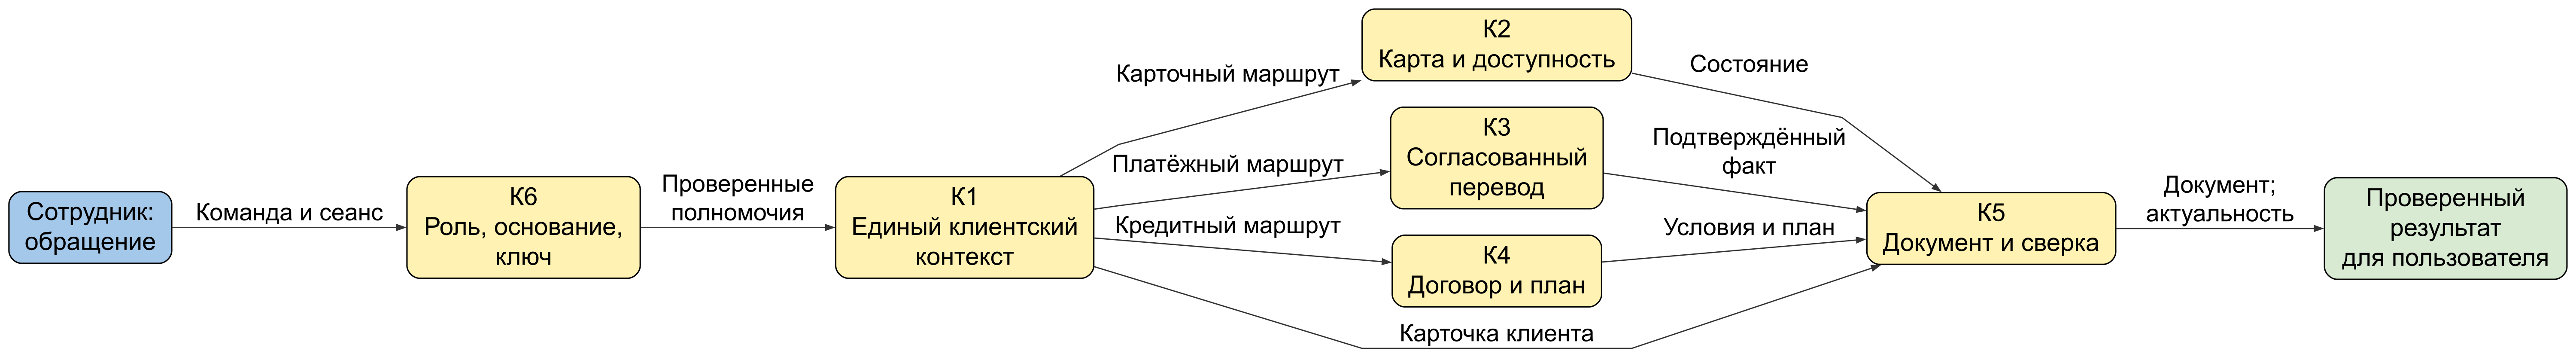 Сотрудник:
обращение
Команда и сеанс
К6
Роль, основание,
ключ
Проверенные
полномочия
К1
Единый клиентский
контекст
Карточный маршрут
Платёжный маршрут
Кредитный маршрут
Карточка клиента
К2
Карта и доступность
К3
Согласованный
перевод
К4
Договор и план
Состояние
Подтверждённый
факт
Условия и план
К5
Документ и сверка
Документ;
актуальность
Проверенный
результат
для пользователя